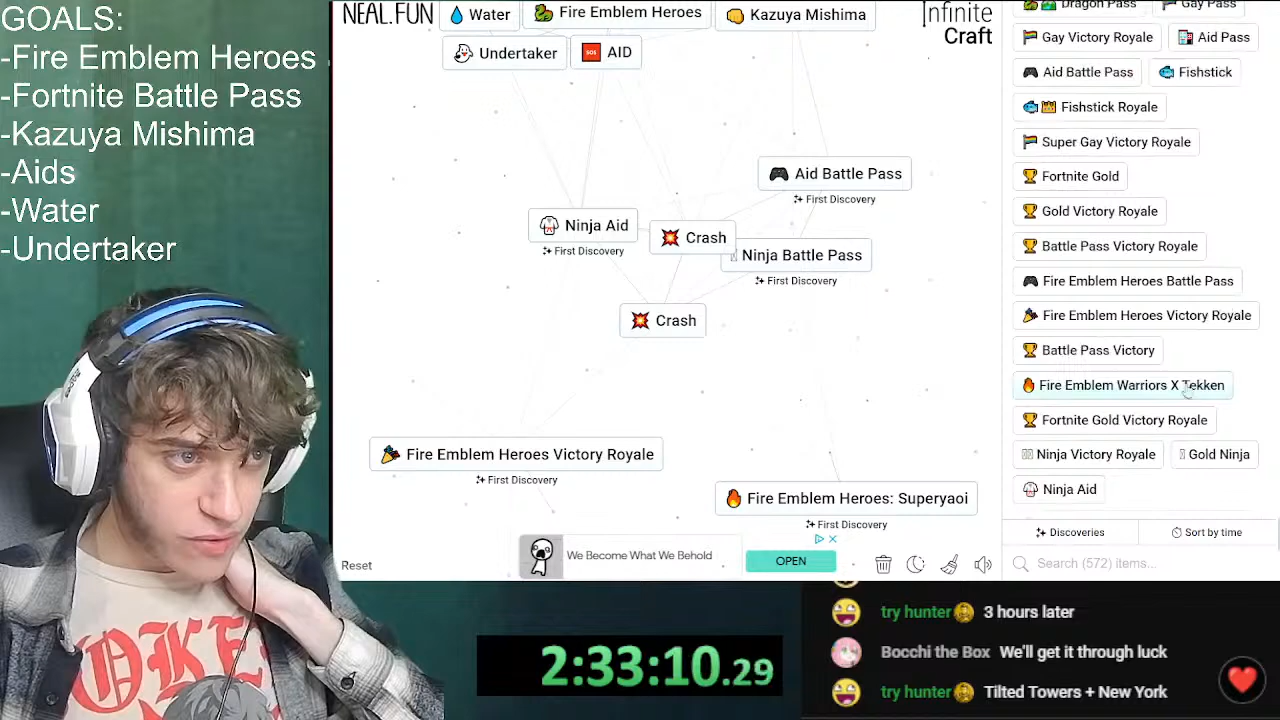 GOALS:
-Fire Emblem Heroes
-Fortnite Battle Pass
-Kazuya Mishima
-Aids
-Water
-Undertaker
NEAL.FUN
Water
Fire Emblem Heroes
Kazuya Mishima
Infinite
Craft
Undertaker
AID
Aid Battle Pass
First Discovery
Ninja Aid
First Discovery
Crash
Ninja Battle Pass
First Discovery
Crash
Fire Emblem Heroes Victory Royale
First Discovery
Fire Emblem Heroes: Superyaoi
First Discovery
We Become What We Behold
OPEN
Reset
Dragon Pass
Gay Pass
Gay Victory Royale
Aid Pass
Aid Battle Pass
Fishstick
Fishstick Royale
Super Gay Victory Royale
Fortnite Gold
Gold Victory Royale
Battle Pass Victory Royale
Fire Emblem Heroes Battle Pass
Fire Emblem Heroes Victory Royale
Battle Pass Victory
Fire Emblem Warriors X Tekken
Fortnite Gold Victory Royale
Ninja Victory Royale
Gold Ninja
Ninja Aid
Discoveries
Sort by time
Search (572) items...
2:33:10.29
try hunter 3 hours later
Bocchi the Box We'll get it through luck
try hunter Tilted Towers + New York